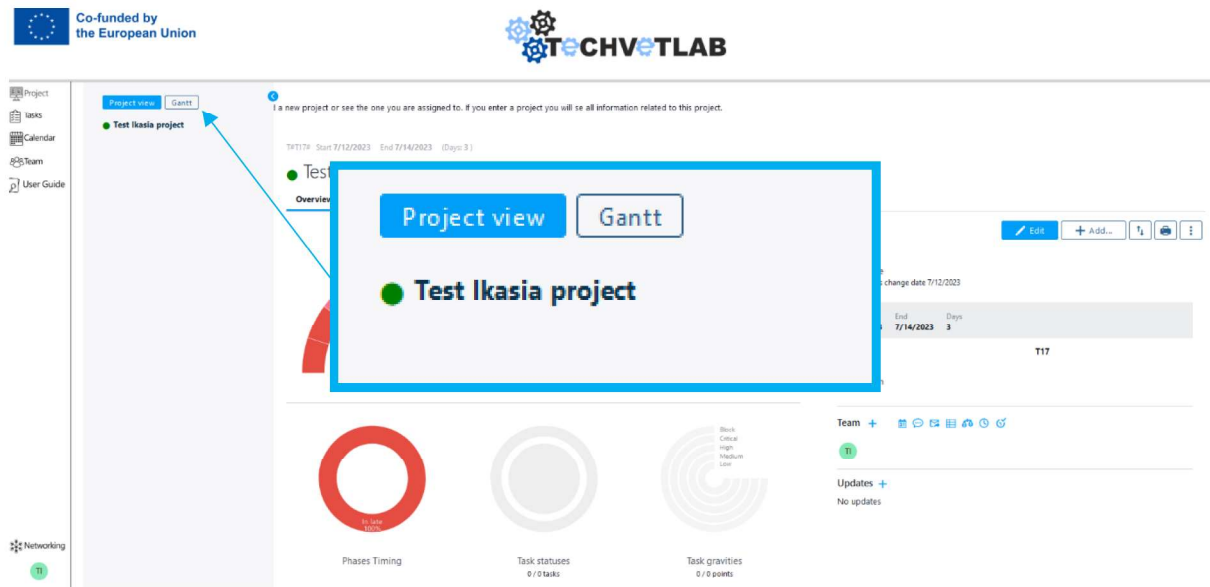 Co-funded by
the European Union
TECHVETLAB
Project
Tasks
Calendar
Team
User Guide
Project view Gantt
Test Ikasia project
l a new project or see the one you are assigned to. If you enter a project you will se all information related to this project.
T#T17# Start 7/12/2023 End 7/14/2023 (Days: 3 )
Test
Overview
Project view Gantt
Test Ikasia project
Edit + Add...
change date 7/12/2023
End Days
7/14/2023 3
T17
In late
100%
Phases Timing
Task statuses
0 / 0 tasks
Block
Critical
High
Medium
Low
Task gravities
0 / 0 points
Team +
TI
Updates +
No updates
Networking
TI